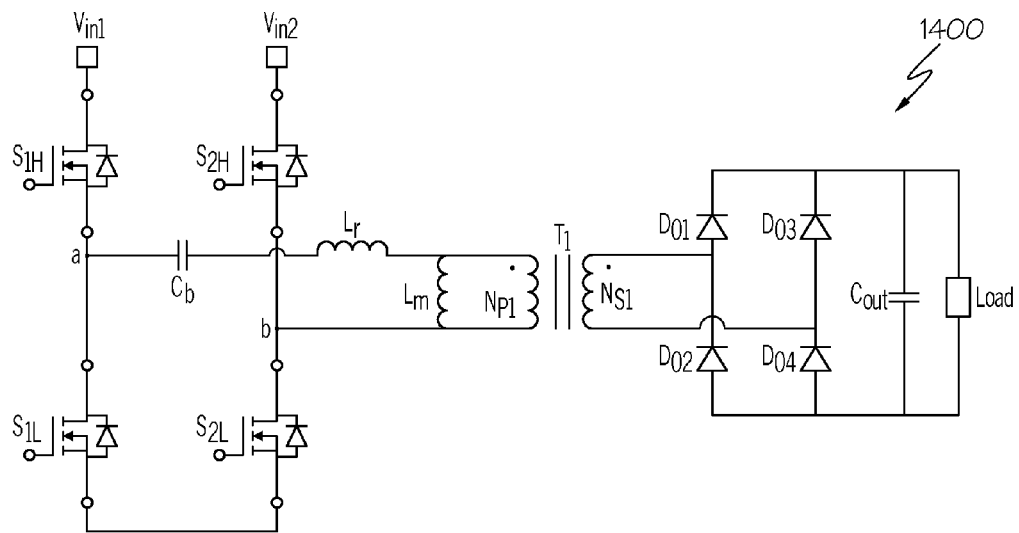 Vin1
Vin2
1400
S1H
S2H
a
Cb
Lr
Lm
b
NP1
T1
NS1
D01
D03
D02
D04
Cout
Load
S1L
S2L